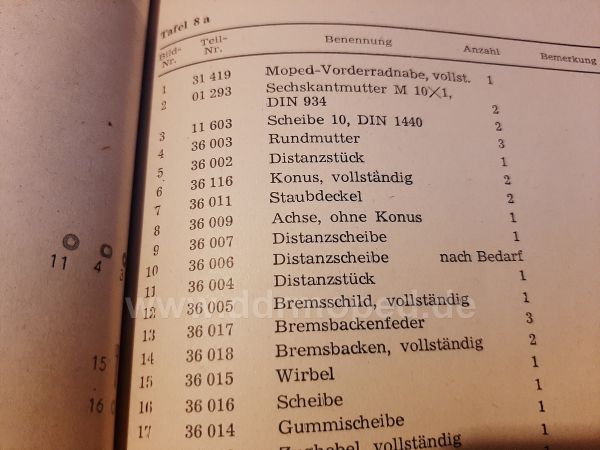 Tafel 8 a
Bild-Nr. Teil-Nr. Benennung Anzahl Bemerkung
1 31 419 Moped-Vorderradnabe, vollst. 1
2 01 293 Sechskantmutter M 10×1,
DIN 934 2
3 11 603 Scheibe 10, DIN 1440 2
4 36 003 Rundmutter 3
5 36 002 Distanzstück 1
6 36 116 Konus, vollständig 2
7 36 011 Staubdeckel 2
8 36 009 Achse, ohne Konus 1
9 36 007 Distanzscheibe 1
10 36 006 Distanzscheibe nach Bedarf
11 36 004 Distanzstück 1
12 36 005 Bremsschild, vollständig 1
13 36 017 Bremsbackenfeder 3
14 36 018 Bremsbacken, vollständig 2
15 36 015 Wirbel 1
16 36 016 Scheibe 1
17 36 014 Gummischeibe 1
Zughebel, vollständig 1
11 4 3
15
16
www.ddrmoped.de